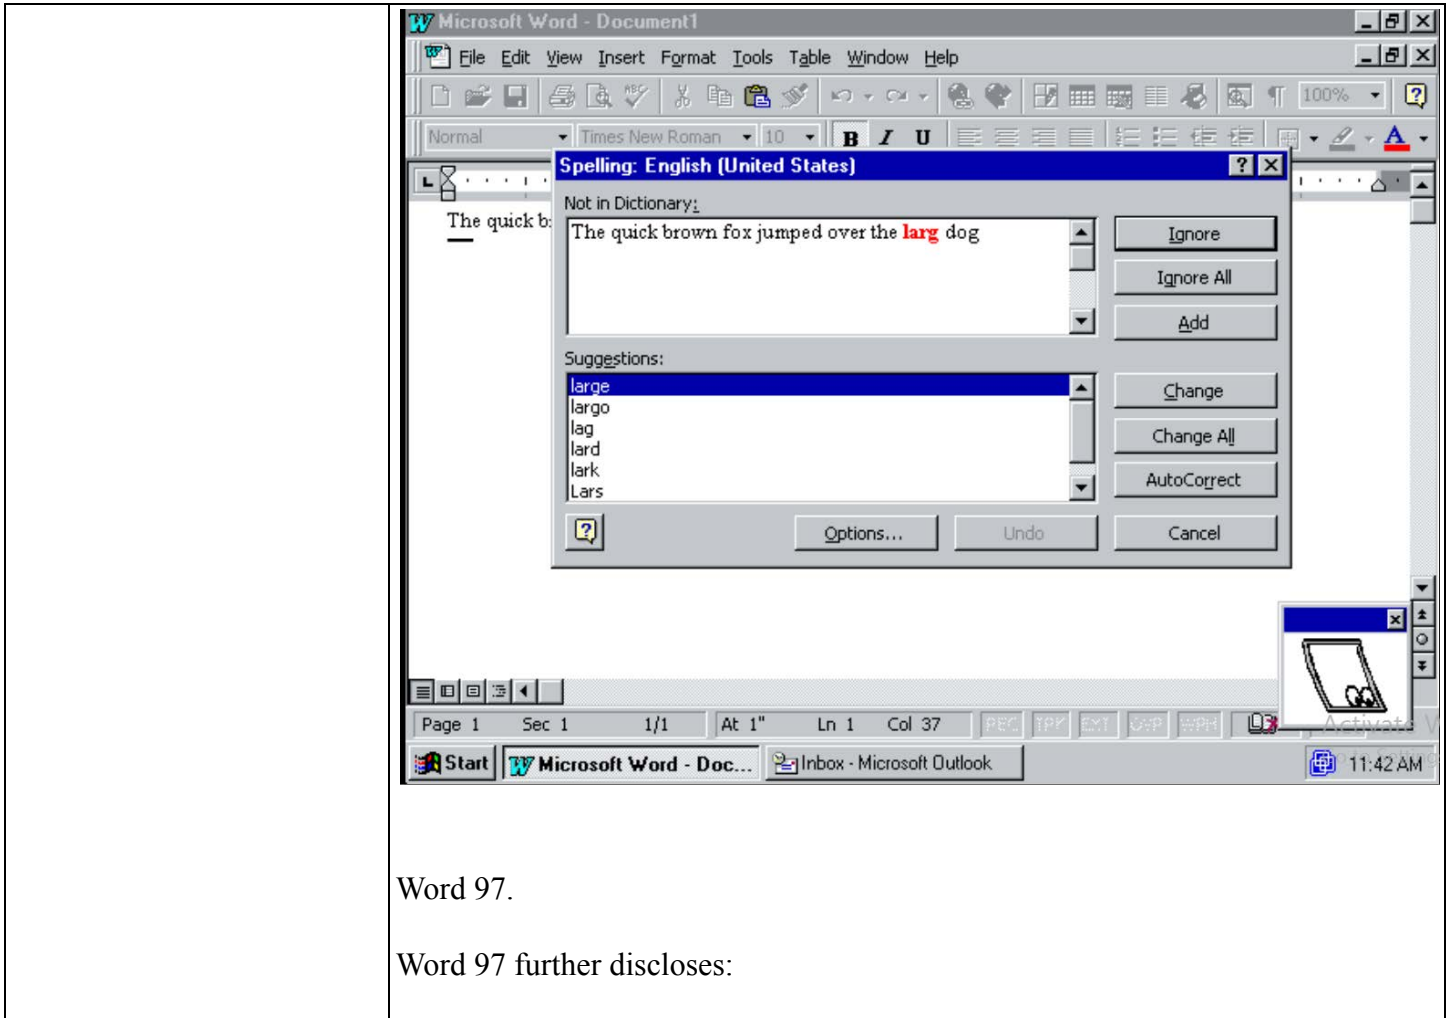 Microsoft Word - Document1
File Edit View Insert Format Tools Table Window Help
100%
Normal Times New Roman 10 B I U A
Spelling: English (United States)
The quick b
Not in Dictionary:
The quick brown fox jumped over the larg dog
Ignore
Ignore All
Add
Suggestions:
large
largo
lag
lard
lark
Lars
Change
Change All
AutoCorrect
Options... Undo Cancel
Page 1 Sec 1 1/1 At 1" Ln 1 Col 37 REC TRK EXT OVR WPH
Activate
Start Microsoft Word - Doc... Inbox - Microsoft Outlook 11:42 AM
Word 97.
Word 97 further discloses: